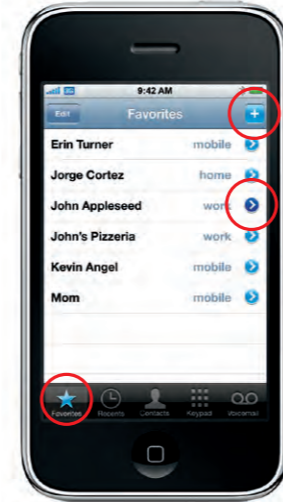 9:42 AM
Edit Favorites +
Erin Turner mobile
Jorge Cortez home
John Appleseed work
John's Pizzeria work
Kevin Angel mobile
Mom mobile
Favorites Recents Contacts Keypad Voicemail